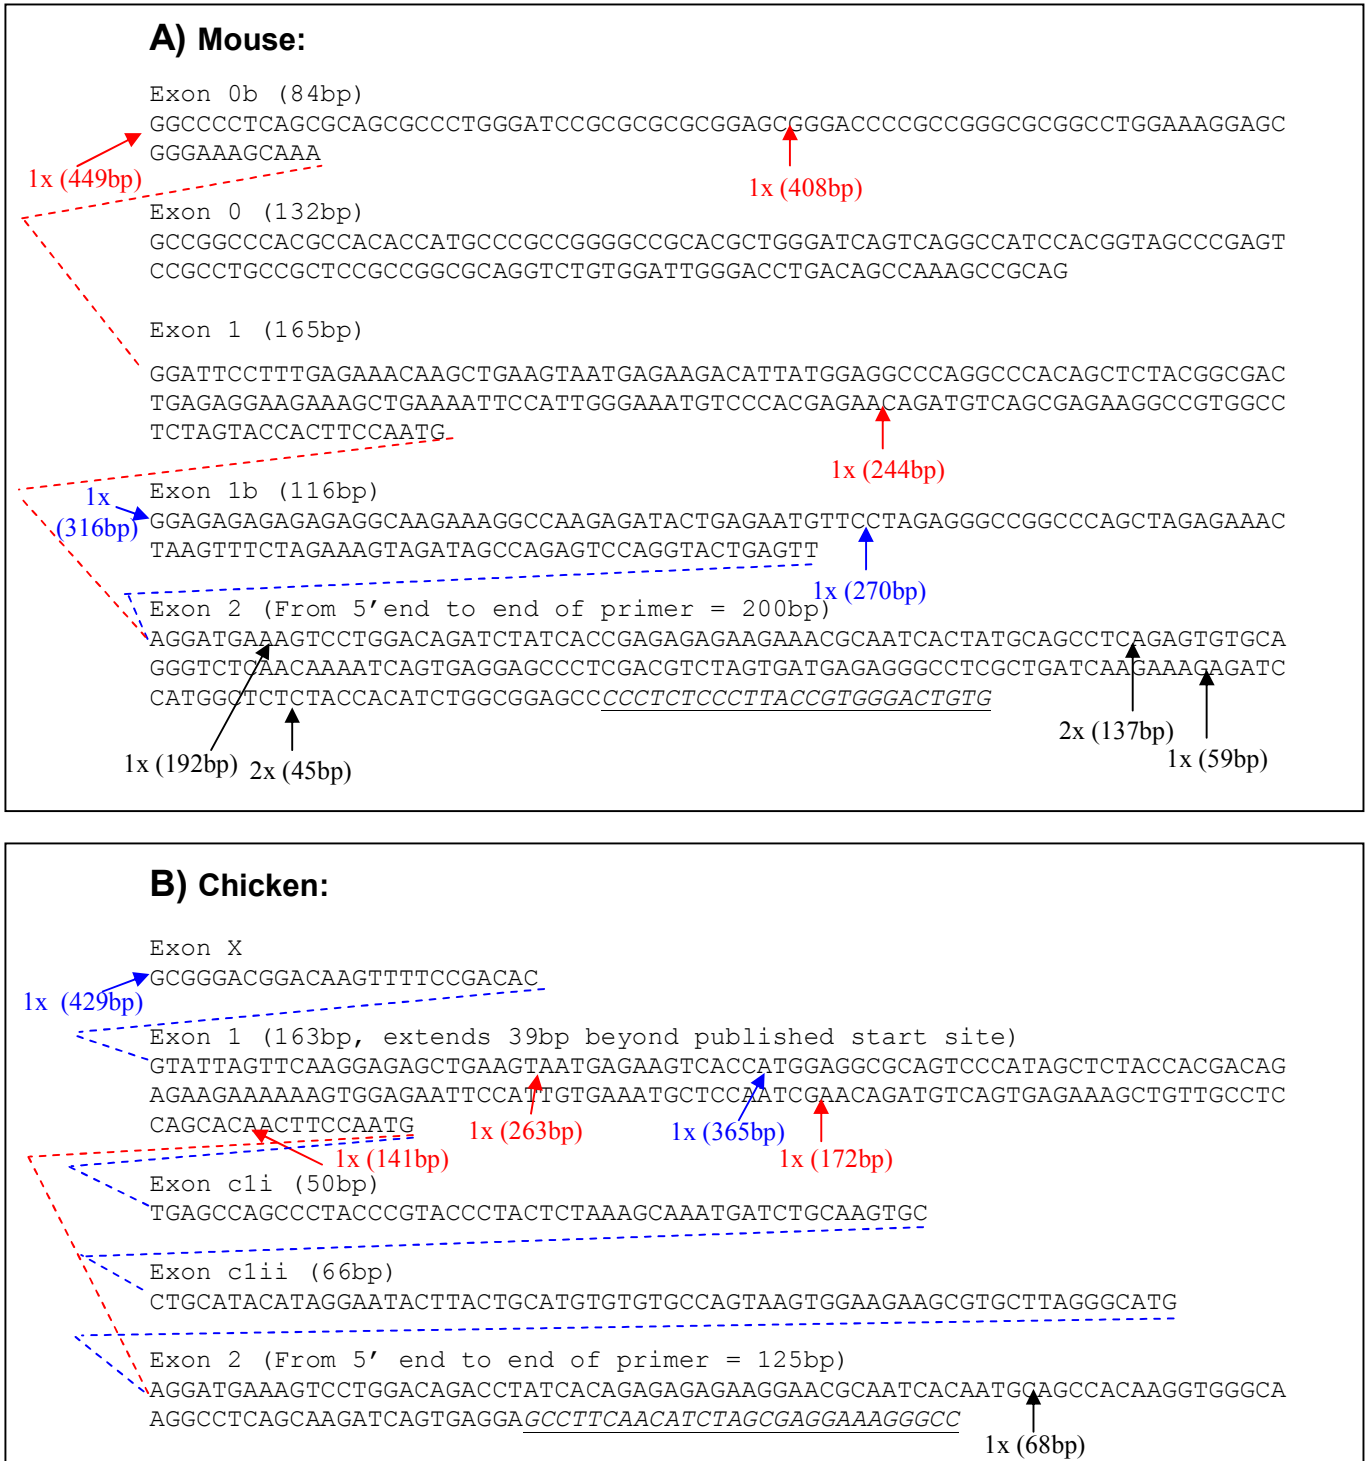 A) Mouse:
Exon 0b (84bp)
GGCCCCTCAGCGCAGCGCCCTGGGATCCGCGCGCGCGGAGCGGGACCCCGCCGGGCGCGGCCTGGAAAGGAGC
GGGAAAGCAAA
1x (449bp)
1x (408bp)
Exon 0 (132bp)
GCCGGCCCACGCCACACCATGCCCGCCGGGGCCGCACGCTGGGATCAGTCAGGCCATCCACGGTAGCCCGAGT
CCGCCTGCCGCTCCGCCGGCGCAGGTCTGTGGATTGGGACCTGACAGCCAAAGCCGCAG
Exon 1 (165bp)
GGATTCCTTTGAGAAACAAGCTGAAGTAATGAGAAGACATTATGGAGGCCCAGGCCCACAGCTCTACGGCGAC
TGAGAGGAAGAAAGCTGAAAATTCCATTGGGAAATGTCCCACGAGAACAGATGTCAGCGAGAAGGCCGTGGCC
TCTAGTACCACTTCCAATG
1x (244bp)
Exon 1b (116bp)
1x
(316bp)
GGAGAGAGAGAGAGGCAAGAAAGGCCAAGAGATACTGAGAATGTTCCTAGAGGGCCGGCCCAGCTAGAGAAAC
TAAGTTTCTAGAAAGTAGATAGCCAGAGTCCAGGTACTGAGTT
1x (270bp)
Exon 2 (From 5’end to end of primer = 200bp)
AGGATGAAAGTCCTGGACAGATCTATCACCGAGAGAGAAGAAACGCAATCACTATGCAGCCTCAGAGTGTGCA
GGGTCTCAACAAAATCAGTGAGGAGCCCTCGACGTCTAGTGATGAGAGGGCCTCGCTGATCAAGAAAGAGATC
CATGGCTCTCTACCACATCTGGCGGAGCCCCCTCTCCCTTACCGTGGGACTGTG
1x (192bp) 2x (45bp) 2x (137bp) 1x (59bp)
B) Chicken:
Exon X
GCGGGACGGACAAGTTTTCCGACAC
1x (429bp)
Exon 1 (163bp, extends 39bp beyond published start site)
GTATTAGTTCAAGGAGAGCTGAAGTAATGAGAAGTCACCATGGAGGCGCAGTCCCATAGCTCTACCACGACAG
AGAAGAAAAAAGTGGAGAATTCCATTGTGAAATGCTCCAATCGAACAGATGTCAGTGAGAAAGCTGTTGCCTC
CAGCACAACTTCCAATG
1x (263bp) 1x (365bp)
1x (141bp) 1x (172bp)
Exon c1i (50bp)
TGAGCCAGCCCTACCCGTACCCTACTCTAAAGCAAATGATCTGCAAGTGC
Exon c1ii (66bp)
CTGCATACATAGGAATACTTACTGCATGTGTGTGCCAGTAAGTGGAAGAAGCGTGCTTAGGGCATG
Exon 2 (From 5’ end to end of primer = 125bp)
AGGATGAAAGTCCTGGACAGACCTATCACAGAGAGAGAAGGAACGCAATCACAATGGAGCCACAAGGTGGGCA
AGGCCTCAGCAAGATCAGTGAGGAGCCTTCAACATCTAGCGAGGAAAGGGCC
1x (68bp)